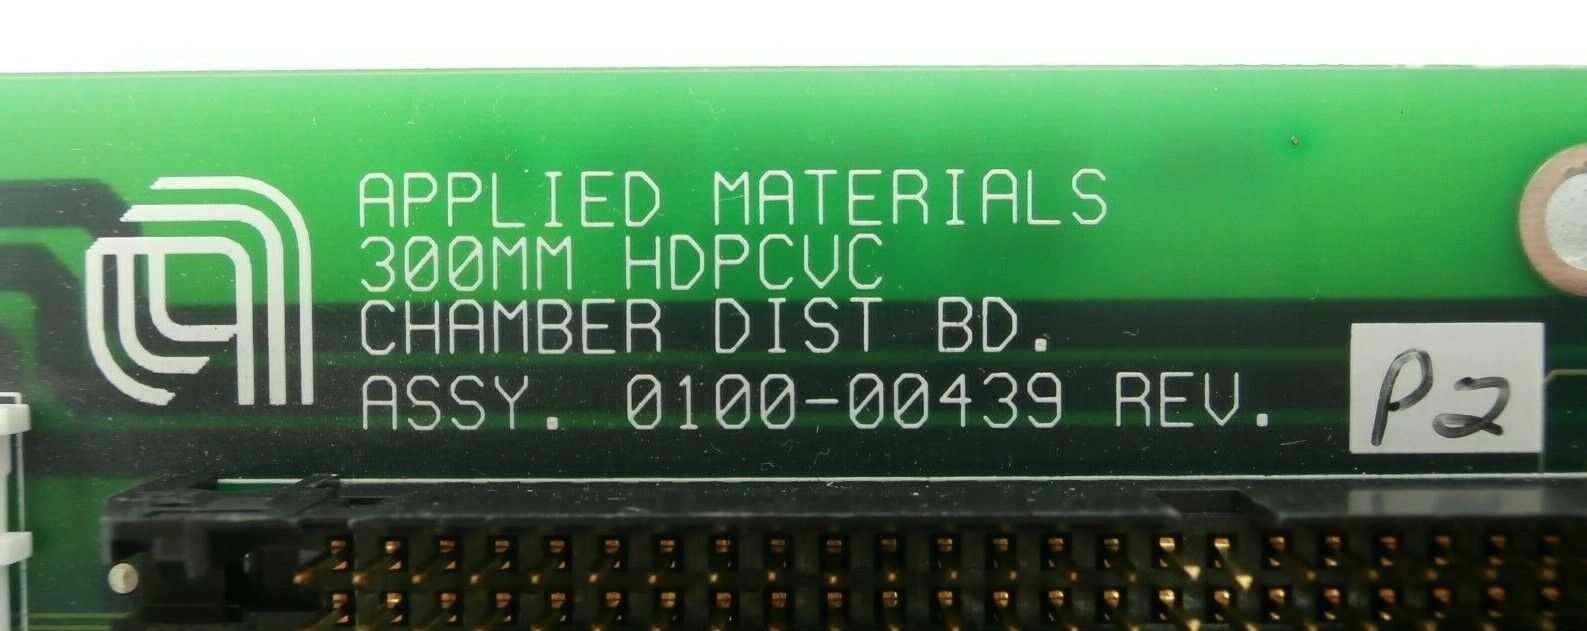 APPLIED MATERIALS
300MM HDPCVC
CHAMBER DIST BD.
ASSY. 0100-00439 REV. P2